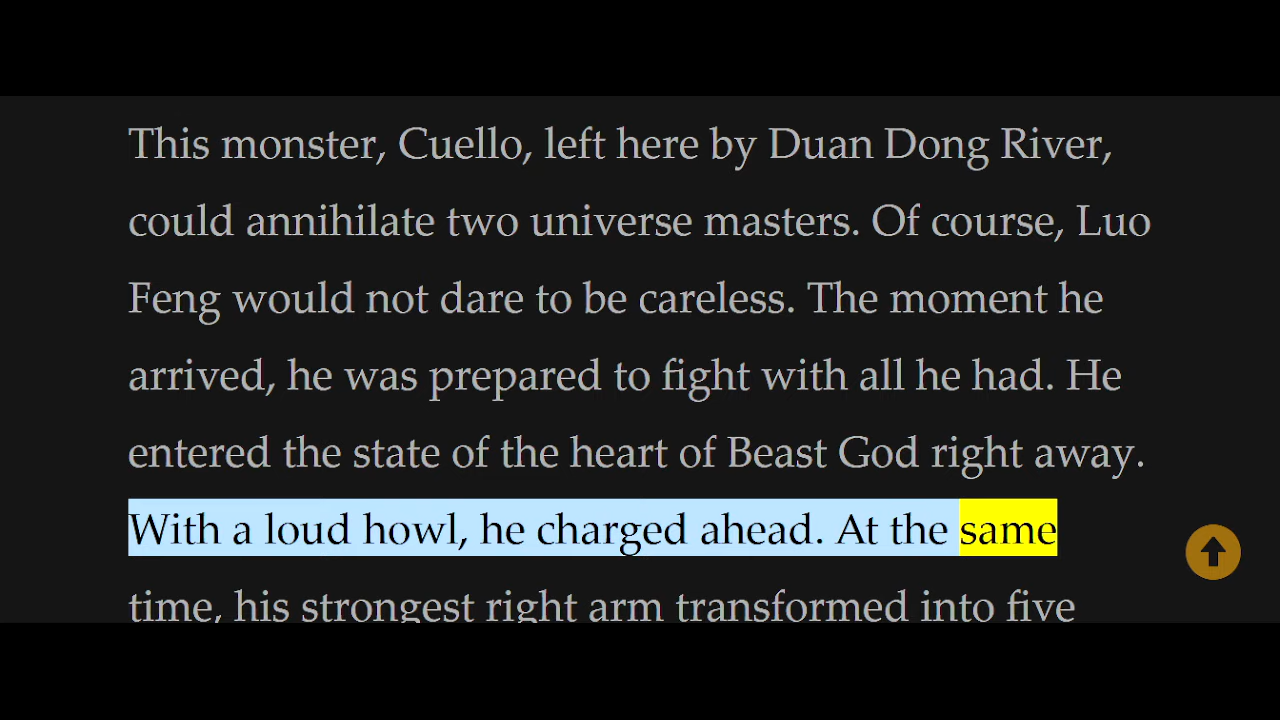 This monster, Cuello, left here by Duan Dong River,
could annihilate two universe masters. Of course, Luo
Feng would not dare to be careless. The moment he
arrived, he was prepared to fight with all he had. He
entered the state of the heart of Beast God right away.
With a loud howl, he charged ahead. At the same
time, his strongest right arm transformed into five